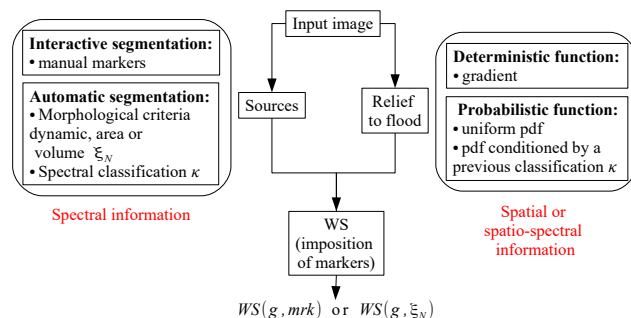 Input image
Interactive segmentation:
• manual markers
Automatic segmentation:
• Morphological criteria
dynamic, area or
volume ξ_N
• Spectral classification κ
Spectral information
Sources
Relief
to flood
Deterministic function:
• gradient
Probabilistic function:
• uniform pdf
• pdf conditioned by a
previous classification κ
Spatial or
spatio-spectral
information
WS
(imposition
of markers)
WS(g,mrk) or WS(g,ξ_N)